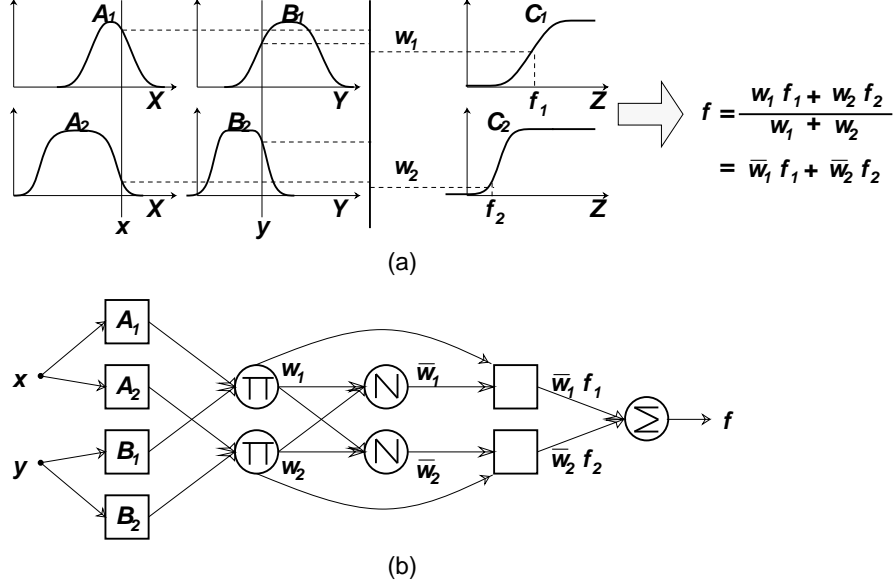 A₁ B₁ C₁
w₁
X Y f₁ Z
f = (w₁ f₁ + w₂ f₂) / (w₁ + w₂)
= w̅₁ f₁ + w̅₂ f₂
A₂ B₂ C₂
w₂
X Y f₂ Z
x y
(a)
A₁
x A₂
y B₁
B₂
Π w₁ N w̅₁ w̅₁ f₁
Π w₂ N w̅₂ w̅₂ f₂
Σ f
(b)